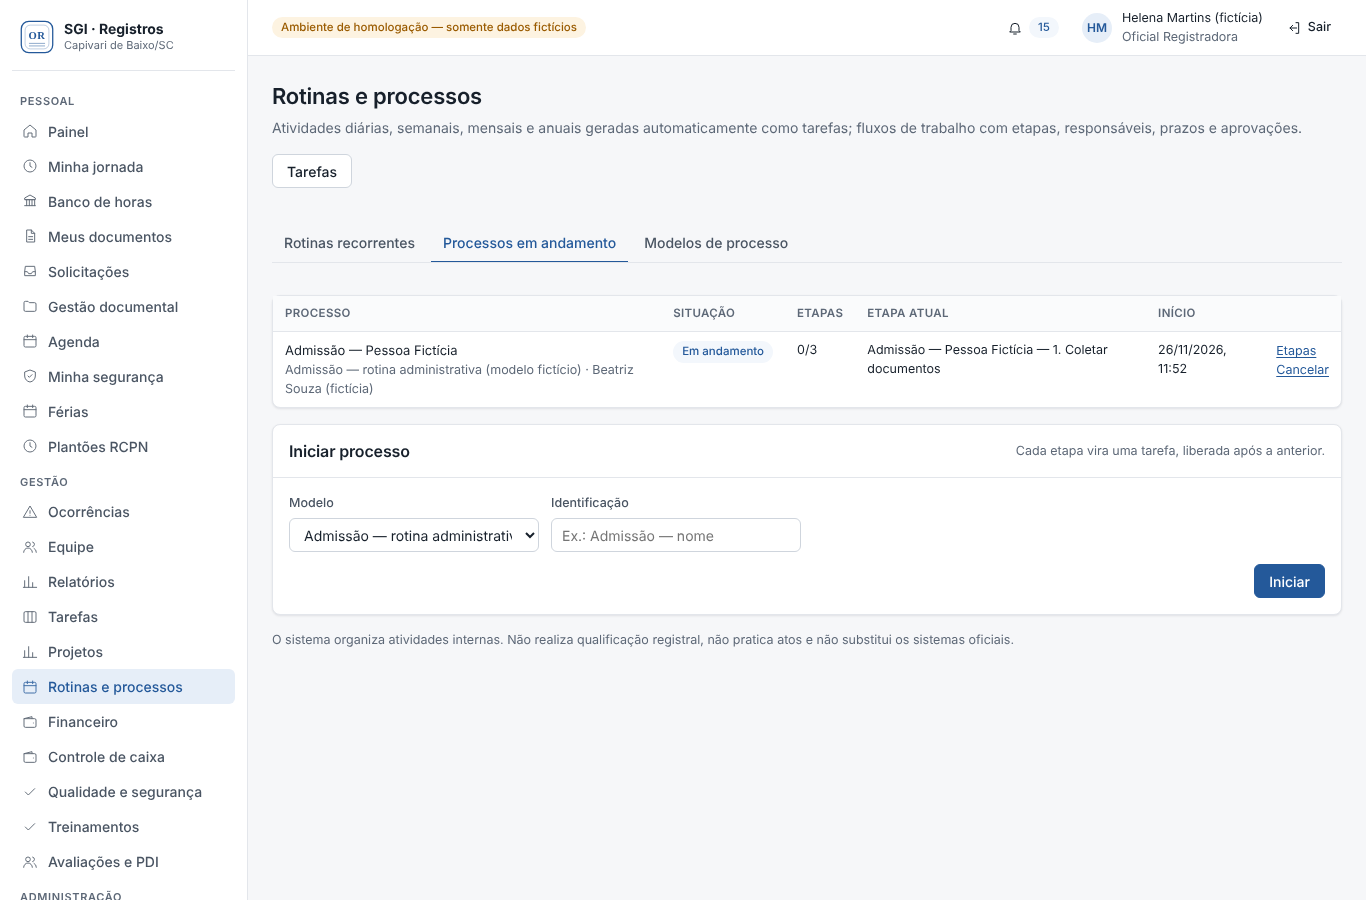 OR
SGI · Registros
Capivari de Baixo/SC
PESSOAL
Painel
Minha jornada
Banco de horas
Meus documentos
Solicitações
Gestão documental
Agenda
Minha segurança
Férias
Plantões RCPN
GESTÃO
Ocorrências
Equipe
Relatórios
Tarefas
Projetos
Rotinas e processos
Financeiro
Controle de caixa
Qualidade e segurança
Treinamentos
Avaliações e PDI
ADMINISTRAÇÃO
Ambiente de homologação — somente dados fictícios
15
HM
Helena Martins (fictícia)
Oficial Registradora
Sair
Rotinas e processos
Atividades diárias, semanais, mensais e anuais geradas automaticamente como tarefas; fluxos de trabalho com etapas, responsáveis, prazos e aprovações.
Tarefas
Rotinas recorrentes Processos em andamento Modelos de processo
PROCESSO SITUAÇÃO ETAPAS ETAPA ATUAL INÍCIO
Admissão — Pessoa Fictícia
Admissão — rotina administrativa (modelo fictício) · Beatriz
Souza (fictícia)
Em andamento
0/3
Admissão — Pessoa Fictícia — 1. Coletar
documentos
26/11/2026,
11:52
Etapas
Cancelar
Iniciar processo
Cada etapa vira uma tarefa, liberada após a anterior.
Modelo
Admissão — rotina administrativ
Identificação
Ex.: Admissão — nome
Iniciar
O sistema organiza atividades internas. Não realiza qualificação registral, não pratica atos e não substitui os sistemas oficiais.